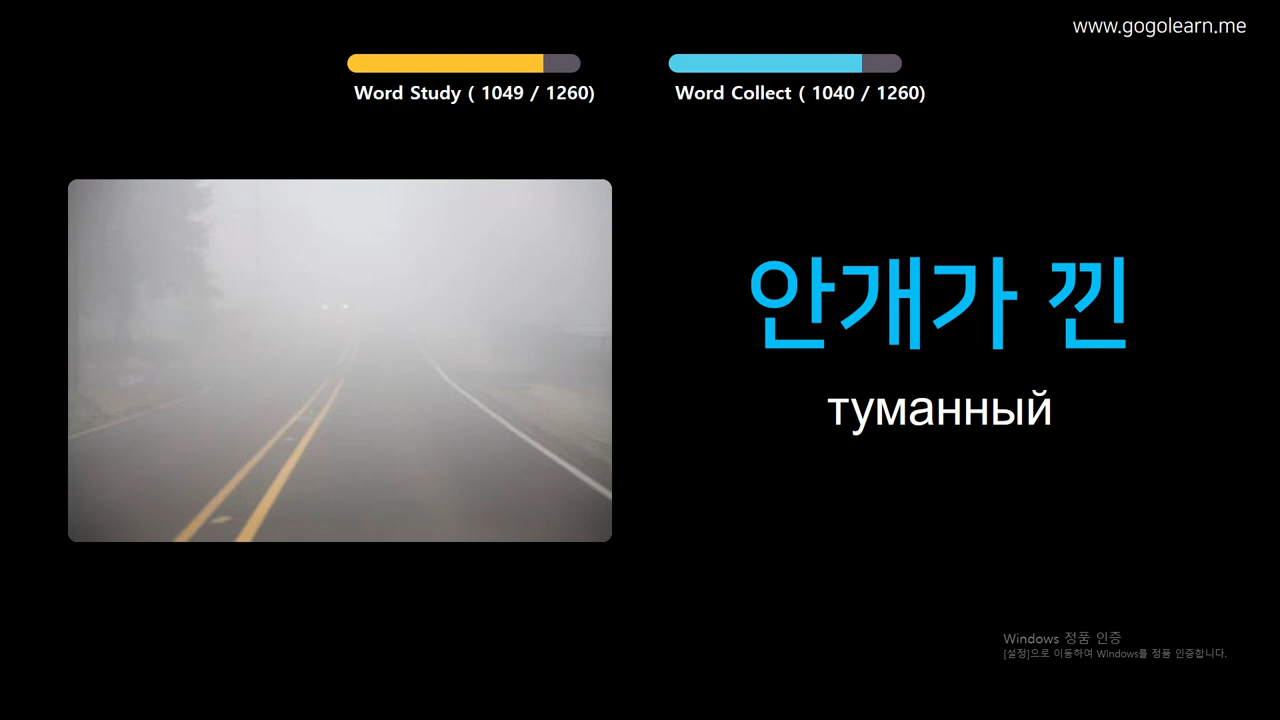 www.gogolearn.me
Word Study ( 1049 / 1260)
Word Collect ( 1040 / 1260)
안개가 낀
туманный
Windows 정품 인증
[설정]으로 이동하여 Windows를 정품 인증합니다.